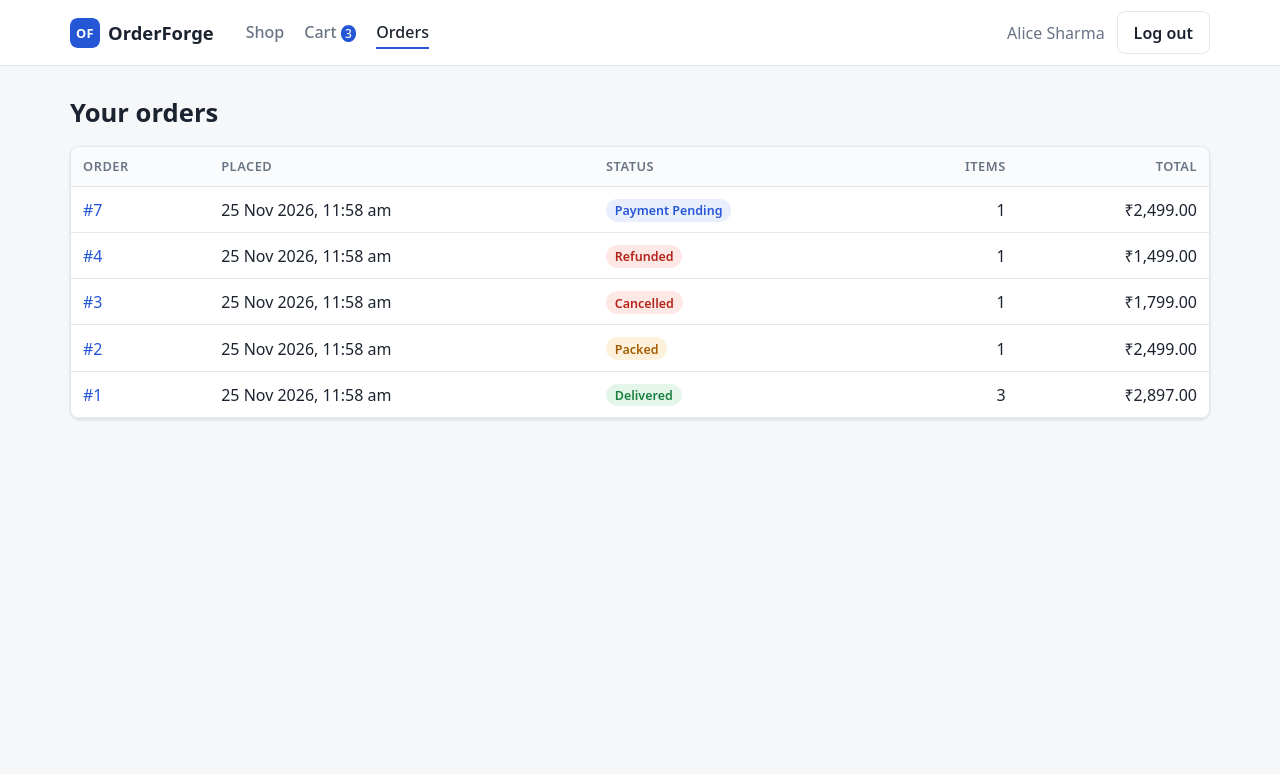 OF OrderForge Shop Cart 3 Orders Alice Sharma Log out
Your orders
ORDER PLACED STATUS ITEMS TOTAL
#7 25 Nov 2026, 11:58 am Payment Pending 1 ₹2,499.00
#4 25 Nov 2026, 11:58 am Refunded 1 ₹1,499.00
#3 25 Nov 2026, 11:58 am Cancelled 1 ₹1,799.00
#2 25 Nov 2026, 11:58 am Packed 1 ₹2,499.00
#1 25 Nov 2026, 11:58 am Delivered 3 ₹2,897.00